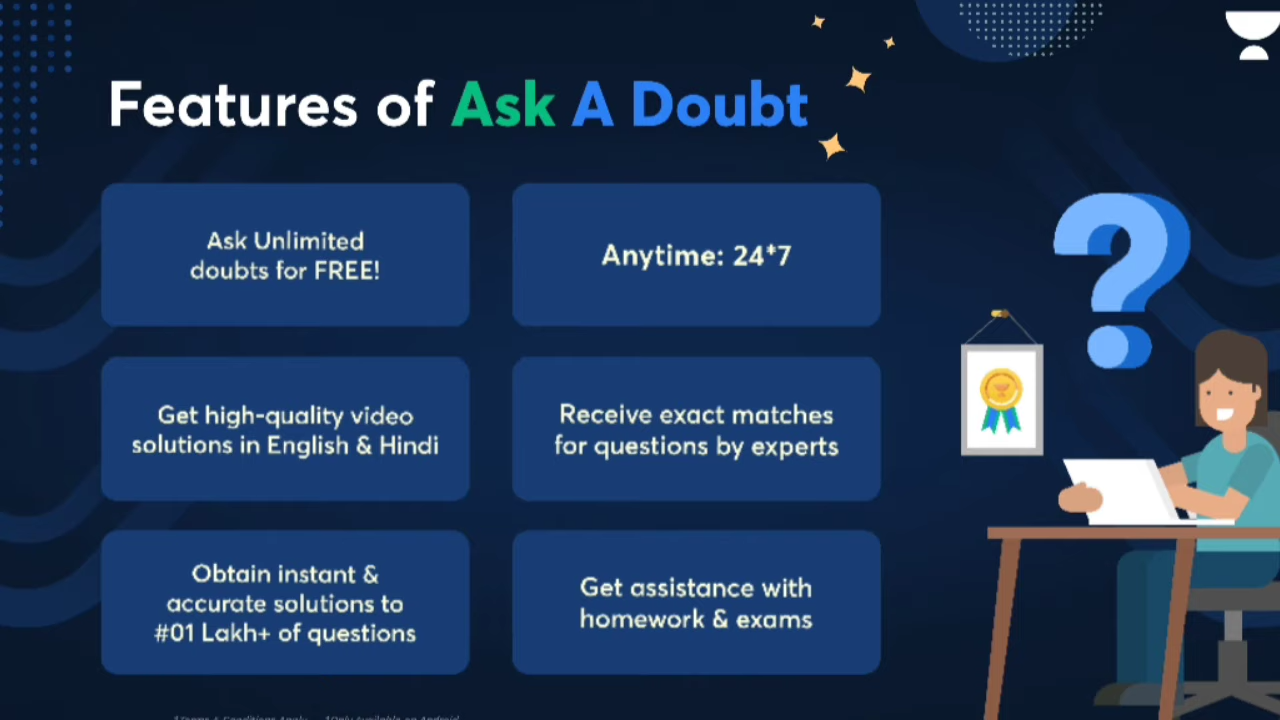 Features of Ask A Doubt
Ask Unlimited
doubts for FREE!
Anytime: 24*7
Get high-quality video
solutions in English & Hindi
Receive exact matches
for questions by experts
Obtain instant &
accurate solutions to
#01 Lakh+ of questions
Get assistance with
homework & exams